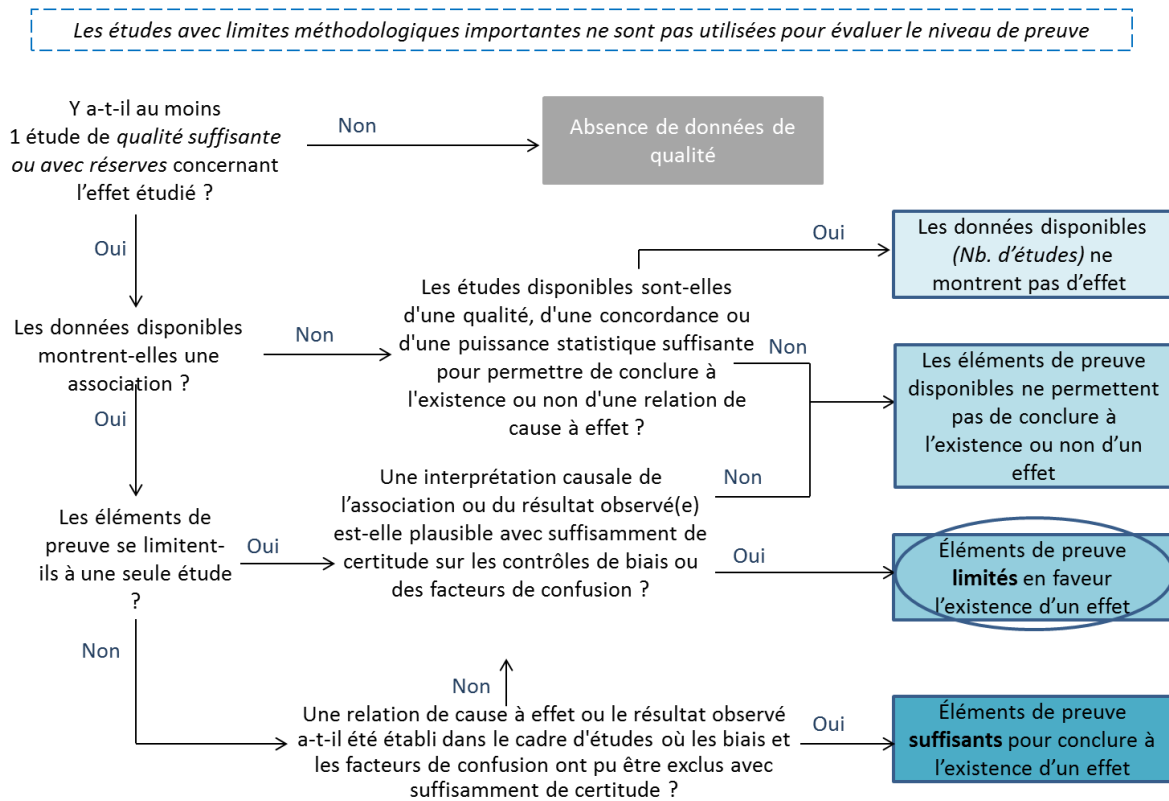 Les études avec limites méthodologiques importantes ne sont pas utilisées pour évaluer le niveau de preuve
Y a-t-il au moins
1 étude de qualité suffisante
ou avec réserves concernant
l'effet étudié ?
Non
Absence de données de
qualité
Oui
Les données disponibles
montrent-elles une
association ?
Non
Les études disponibles sont-elles
d'une qualité, d'une concordance ou
d'une puissance statistique suffisante
pour permettre de conclure à
l'existence ou non d'une relation de
cause à effet ?
Oui
Les données disponibles
(Nb. d'études) ne
montrent pas d'effet
Non
Les éléments de preuve
disponibles ne permettent
pas de conclure à
l'existence ou non d'un
effet
Oui
Les éléments de
preuve se limitent-
ils à une seule étude
?
Oui
Une interprétation causale de
l'association ou du résultat observé(e)
est-elle plausible avec suffisamment de
certitude sur les contrôles de biais ou
des facteurs de confusion ?
Non
Oui
Éléments de preuve
limités en faveur
l'existence d'un effet
Non
Non
Une relation de cause à effet ou le résultat observé
a-t-il été établi dans le cadre d'études où les biais et
les facteurs de confusion ont pu être exclus avec
suffisamment de certitude ?
Oui
Éléments de preuve
suffisants pour conclure à
l'existence d'un effet